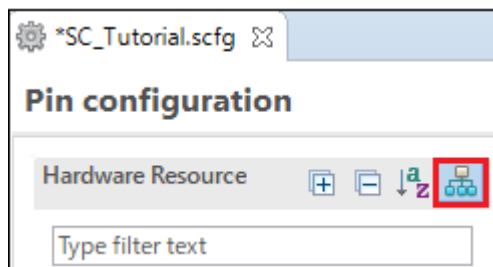 *SC_Tutorial.scfg
Pin configuration
Hardware Resource
Type filter text